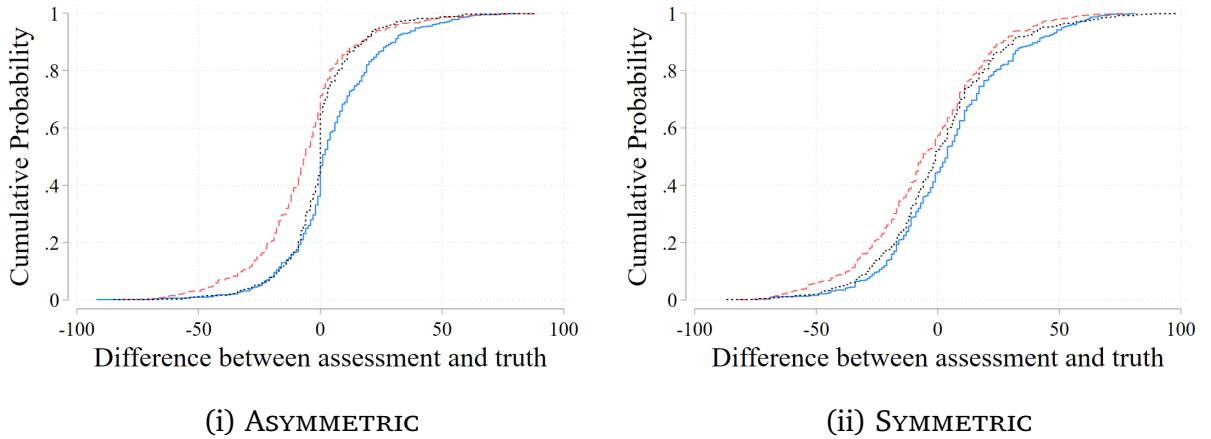 Cumulative Probability
1
.8
.6
.4
.2
0
-100 -50 0 50 100
Difference between assessment and truth
(i) ASYMMETRIC
Cumulative Probability
1
.8
.6
.4
.2
0
-100 -50 0 50 100
Difference between assessment and truth
(ii) SYMMETRIC